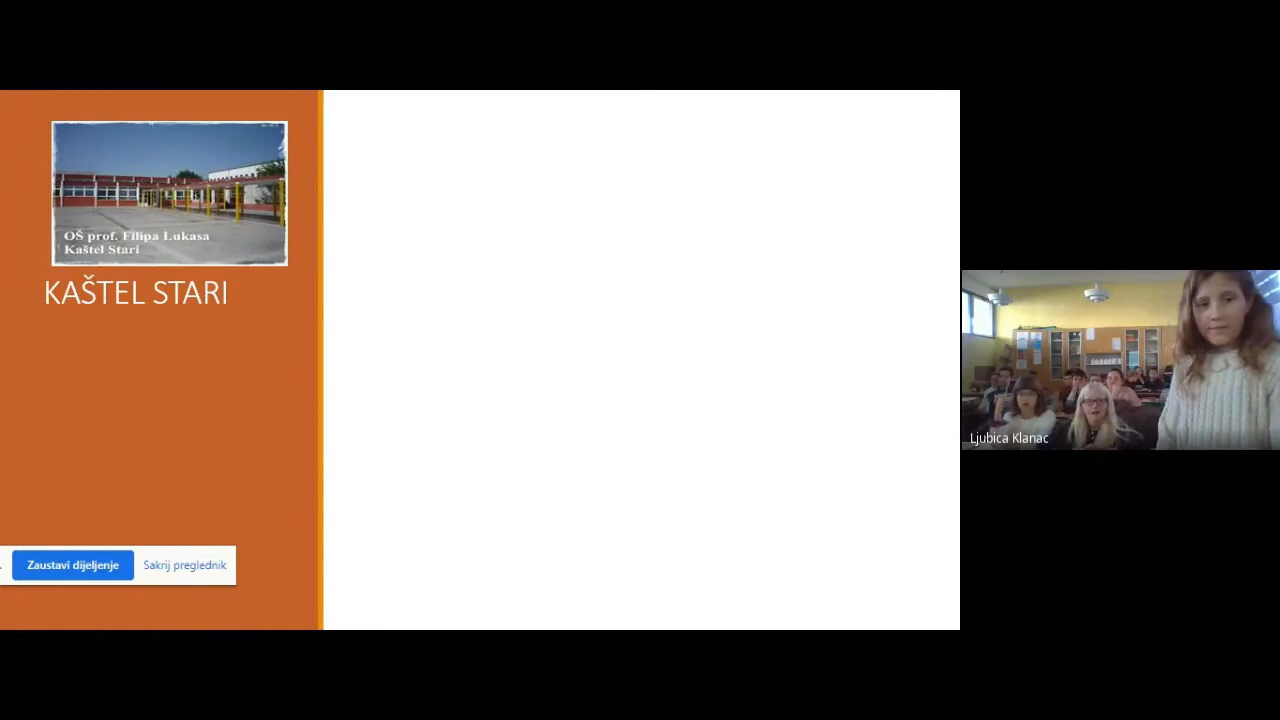 OŠ prof. Filipa Lukasa
Kaštel Stari
KAŠTEL STARI
Zaustavi dijeljenje
Sakrij preglednik
Ljubica Klanac